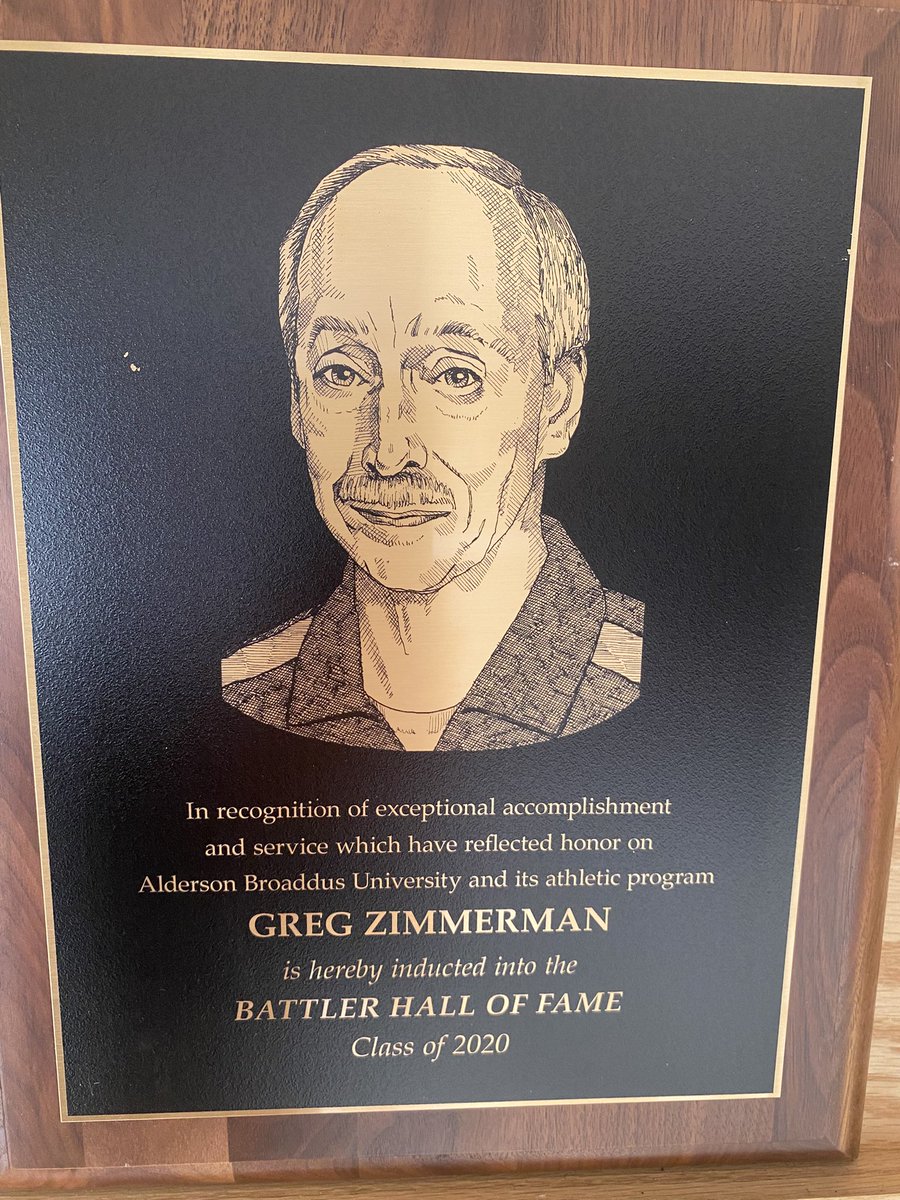 In recognition of exceptional accomplishment
and service which have reflected honor on
Alderson Broaddus University and its athletic program
GREG ZIMMERMAN
is hereby inducted into the
BATTLER HALL OF FAME
Class of 2020